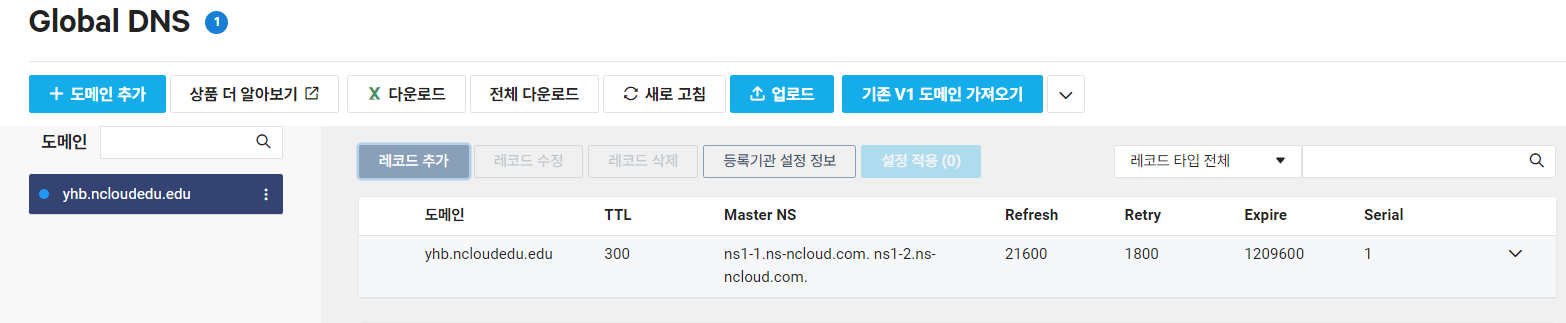 Global DNS 1
도메인 추가 상품 더 알아보기 다운로드 전체 다운로드 새로 고침 업로드 기존 V1 도메인 가져오기
도메인
yhb.ncloudedu.edu
레코드 추가 레코드 수정 레코드 삭제 등록기관 설정 정보 설정 적용 (0) 레코드 타입 전체
도메인 TTL Master NS Refresh Retry Expire Serial
yhb.ncloudedu.edu 300 ns1-1.ns-ncloud.com. ns1-2.ns- 21600 1800 1209600 1
ncloud.com.